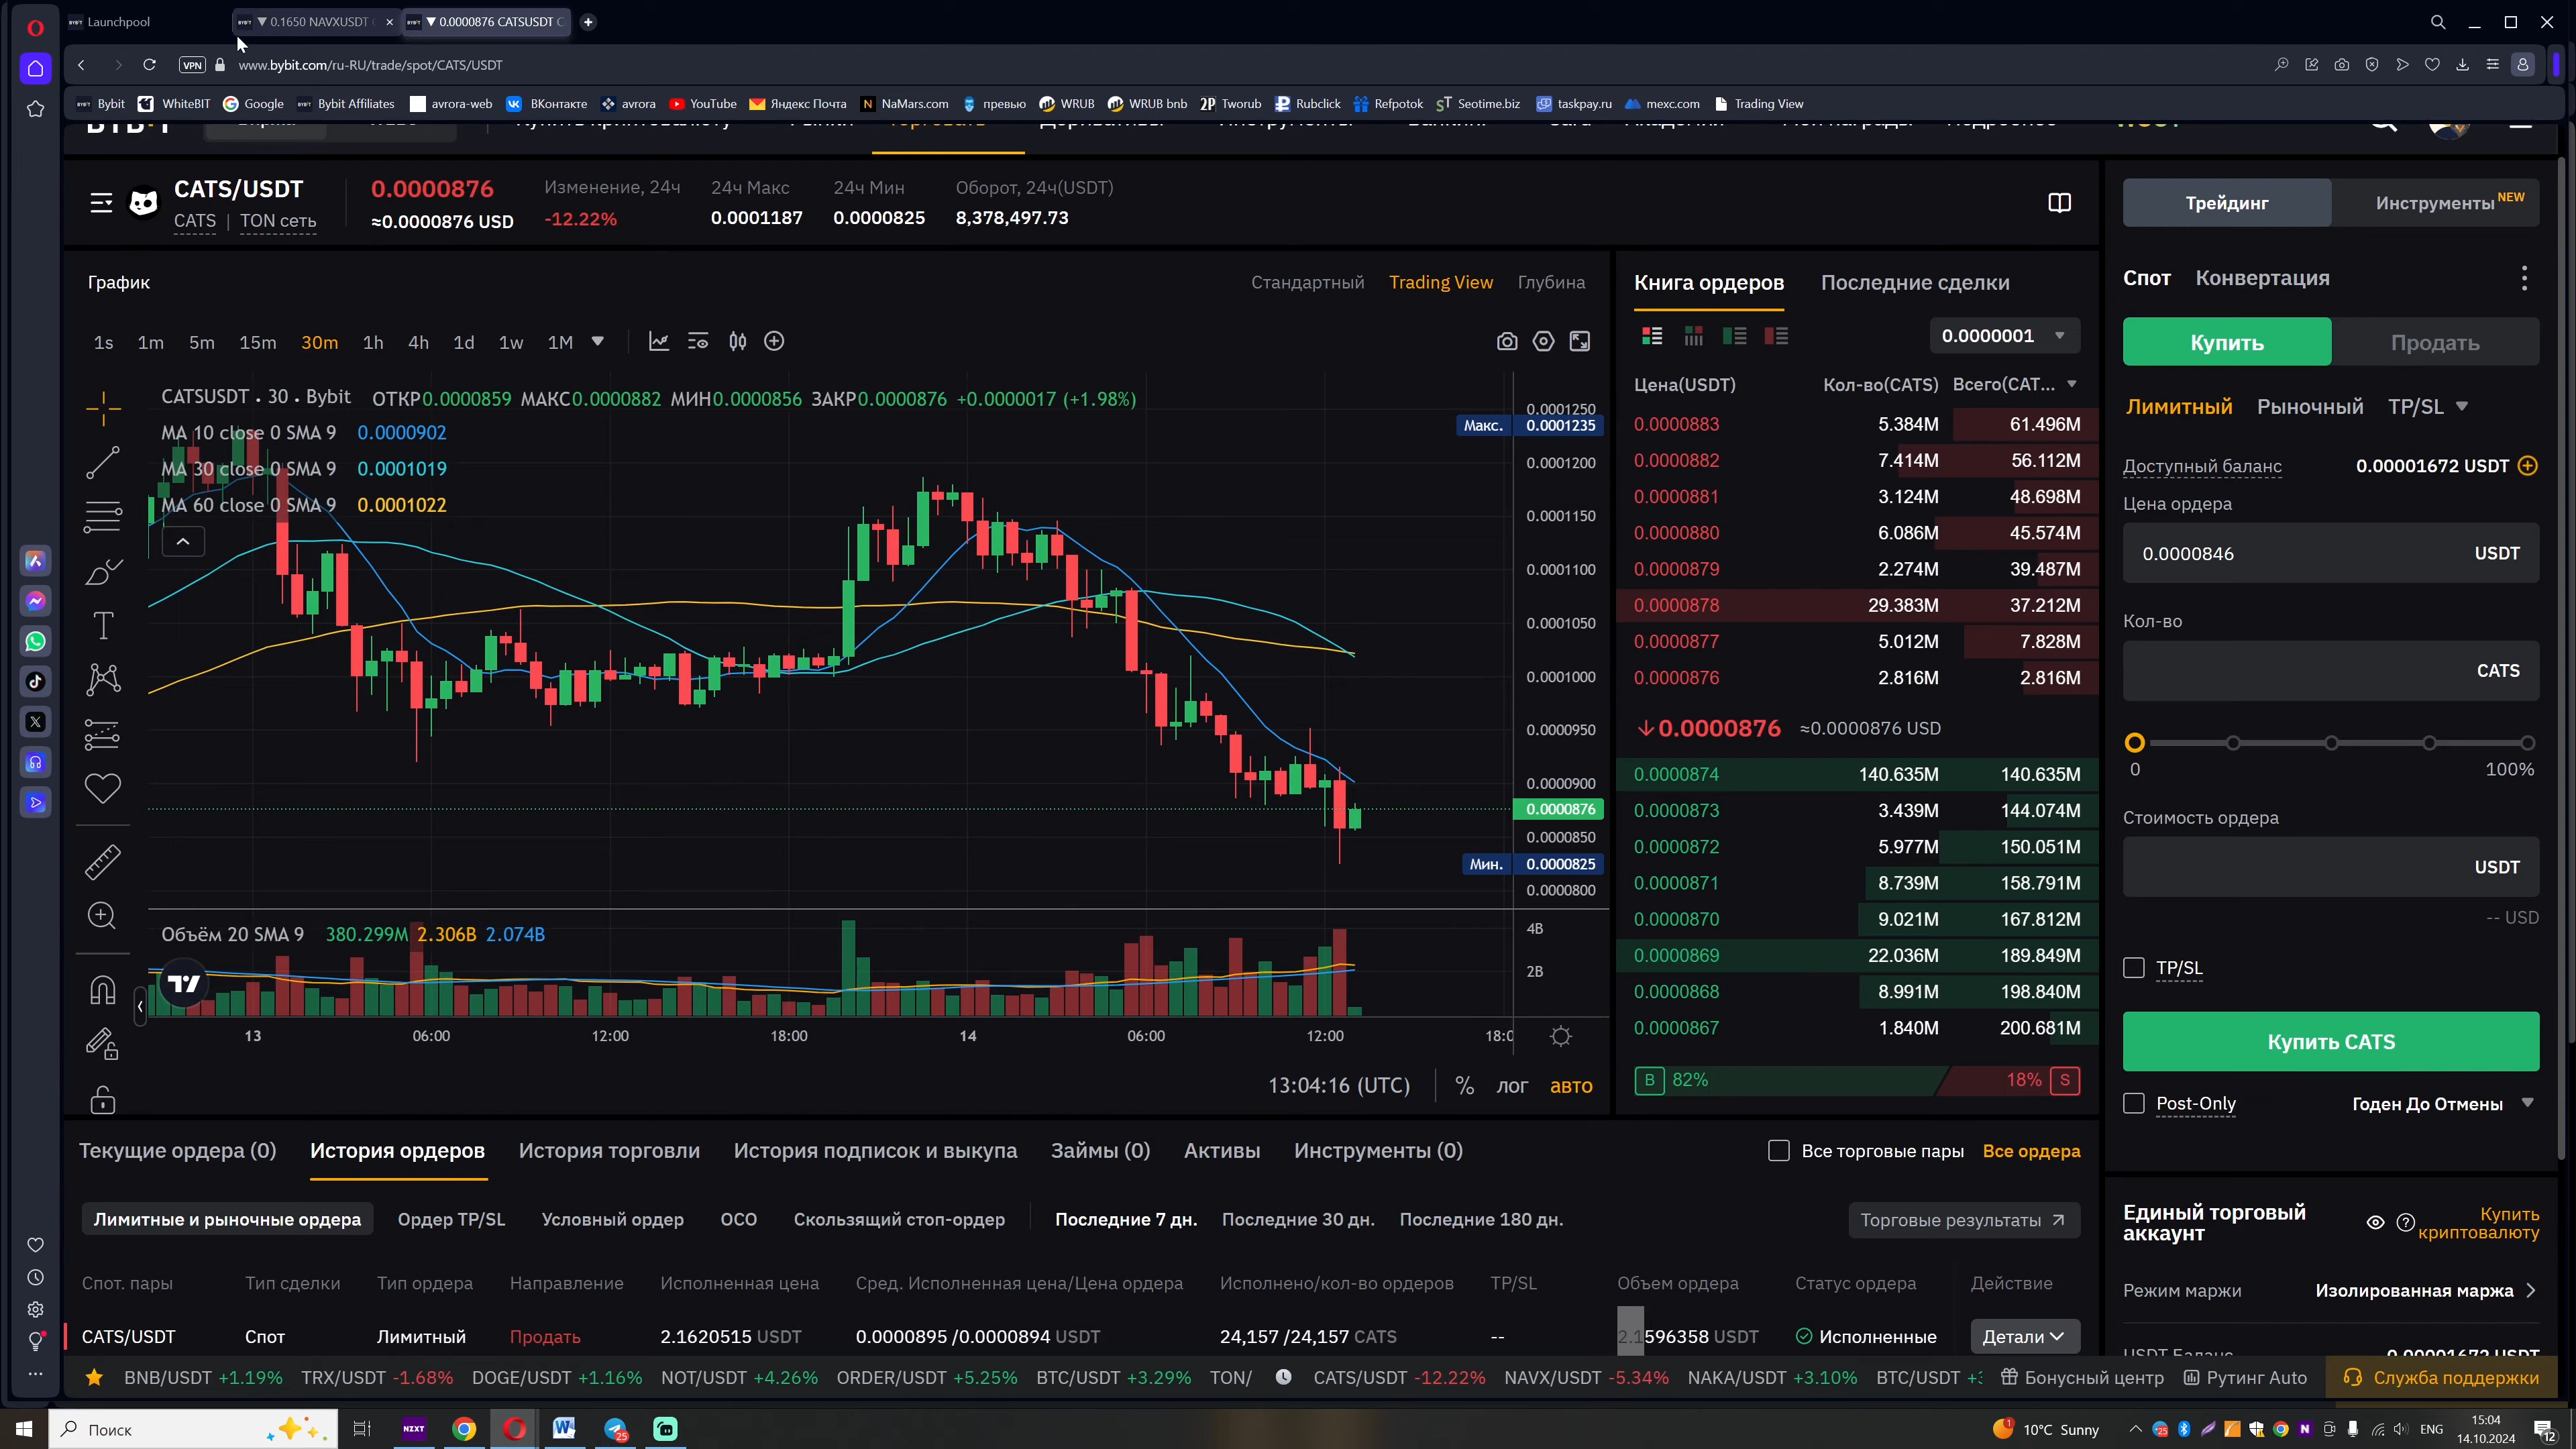 Launchpool
▼ 0.1650 NAVXUSDT
▼ 0.0000876 CATSUSDT
VPN
www.bybit.com/ru-RU/trade/spot/CATS/USDT
Bybit
WhiteBIT
Google
Bybit Affiliates
avrora-web
ВКонтакте
avrora
YouTube
Яндекс Почта
NaMars.com
превью
WRUB
WRUB bnb
Tworub
Rubclick
Refpotok
Seotime.biz
taskpay.ru
mexc.com
Trading View
CATS/USDT
CATS | TON сеть
0.0000876
≈0.0000876 USD
Изменение, 24ч
-12.22%
24ч Макс
0.0001187
24ч Мин
0.0000825
Оборот, 24ч(USDT)
8,378,497.73
График
Стандартный Trading View Глубина
1s 1m 5m 15m 30m 1h 4h 1d 1w 1M
CATSUSDT • 30 • Bybit ОТКР0.0000859 МАКС0.0000882 МИН0.0000856 ЗАКР0.0000876 +0.0000017 (+1.98%)
MA 10 close 0 SMA 9 0.0000902
MA 30 close 0 SMA 9 0.0001019
MA 60 close 0 SMA 9 0.0001022
0.0001250
Макс. 0.0001235
0.0001200
0.0001150
0.0001100
0.0001050
0.0001000
0.0000950
0.0000900
0.0000876
0.0000850
Мин. 0.0000825
0.0000800
Объём 20 SMA 9 380.299M 2.306B 2.074B
4B
2B
13 06:00 12:00 18:00 14 06:00 12:00 18:0
13:04:16 (UTC) % лог авто
Книга ордеров Последние сделки
0.0000001
Цена(USDT) Кол-во(CATS) Всего(CAT...
0.0000883 5.384M 61.496M
0.0000882 7.414M 56.112M
0.0000881 3.124M 48.698M
0.0000880 6.086M 45.574M
0.0000879 2.274M 39.487M
0.0000878 29.383M 37.212M
0.0000877 5.012M 7.828M
0.0000876 2.816M 2.816M
↓0.0000876 ≈0.0000876 USD
0.0000874 140.635M 140.635M
0.0000873 3.439M 144.074M
0.0000872 5.977M 150.051M
0.0000871 8.739M 158.791M
0.0000870 9.021M 167.812M
0.0000869 22.036M 189.849M
0.0000868 8.991M 198.840M
0.0000867 1.840M 200.681M
B 82% 18% S
Трейдинг Инструменты NEW
Спот Конвертация
Купить Продать
Лимитный Рыночный TP/SL
Доступный баланс 0.00001672 USDT
Цена ордера
0.0000846 USDT
Кол-во
CATS
0 100%
Стоимость ордера
USDT
-- USD
TP/SL
Купить CATS
Post-Only Годен До Отмены
Текущие ордера (0) История ордеров История торговли История подписок и выкупа Займы (0) Активы Инструменты (0) Все торговые пары Все ордера
Лимитные и рыночные ордера Ордер TP/SL Условный ордер ОСО Скользящий стоп-ордер Последние 7 дн. Последние 30 дн. Последние 180 дн. Торговые результаты
Спот. пары Тип сделки Тип ордера Направление Исполненная цена Сред. Исполненная цена/Цена ордера Исполнено/кол-во ордеров TP/SL Объем ордера Статус ордера Действие
CATS/USDT Спот Лимитный Продать 2.1620515 USDT 0.0000895 /0.0000894 USDT 24,157 /24,157 CATS -- 2.1596358 USDT Исполненные Детали
Единый торговый аккаунт
Купить криптовалюту
Режим маржи Изолированная маржа
USDT Баланс 0.00001672 USDT
BNB/USDT +1.19% TRX/USDT -1.68% DOGE/USDT +1.16% NOT/USDT +4.26% ORDER/USDT +5.25% BTC/USDT +3.29% TON/ CATS/USDT -12.22% NAVX/USDT -5.34% NAKA/USDT +3.10% BTC/USDT Бонусный центр Рутинг Auto Служба поддержки
Поиск
NZXT
25
10°C Sunny
ENG
15:04
14.10.2024
12